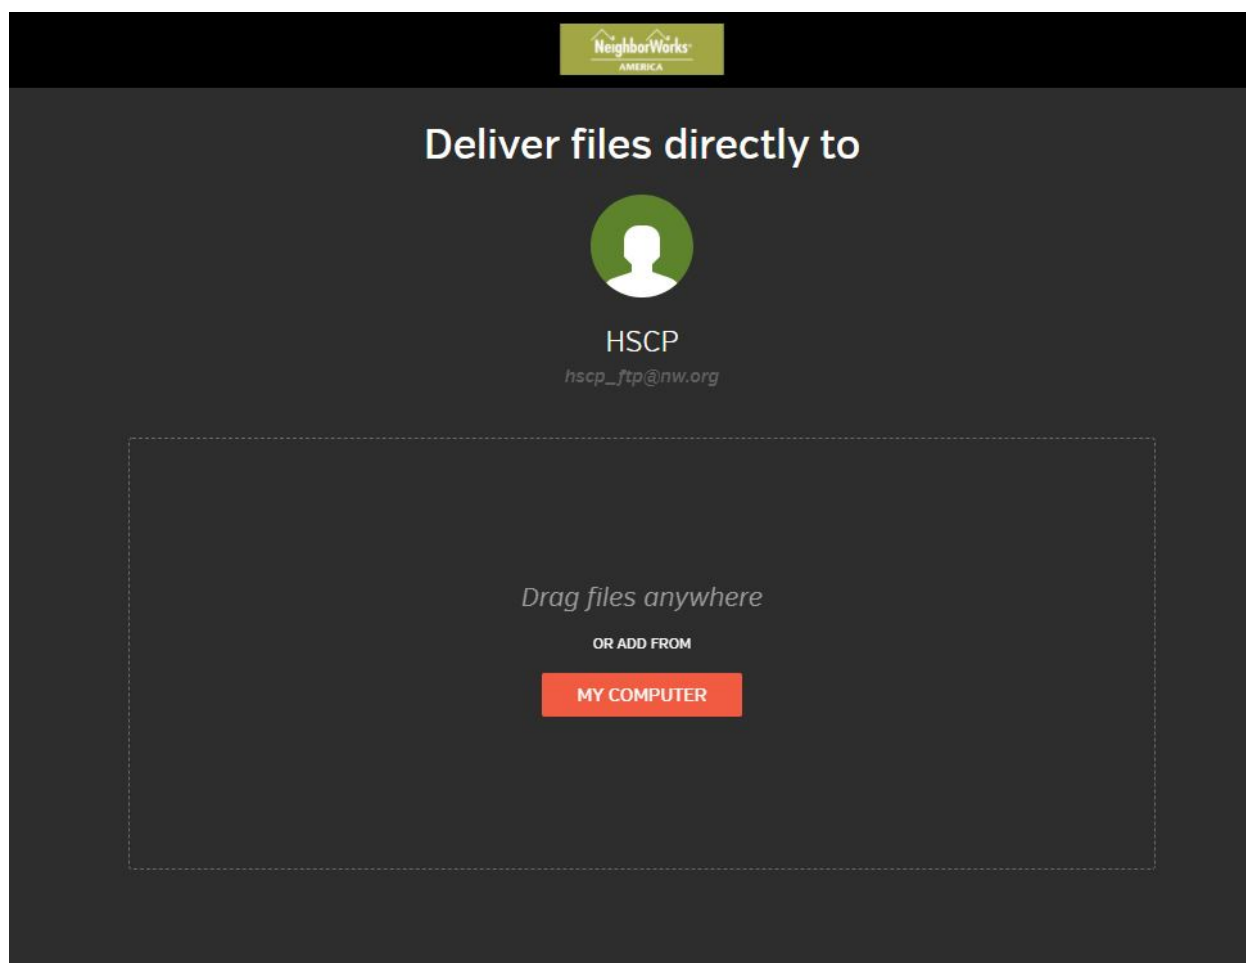 NeighborWorks®
AMERICA
Deliver files directly to
HSCP
hscp_ftp@nw.org
Drag files anywhere
OR ADD FROM
MY COMPUTER